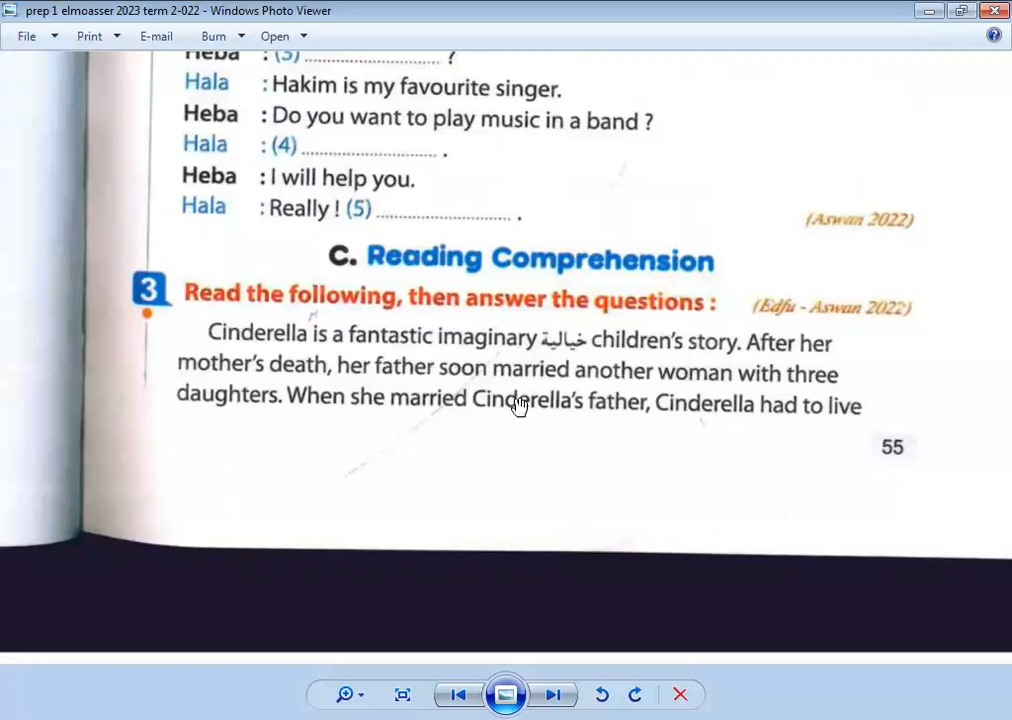 prep 1 elmoasser 2023 term 2-022 - Windows Photo Viewer
File Print E-mail Burn Open
Heba : (3) ............................ ?
Hala : Hakim is my favourite singer.
Heba : Do you want to play music in a band ?
Hala : (4) ............................ .
Heba : I will help you.
Hala : Really ! (5) ............................ .
(Aswan 2022)
C. Reading Comprehension
3 Read the following, then answer the questions : (Edfu - Aswan 2022)
Cinderella is a fantastic imaginary خيالية children's story. After her
mother's death, her father soon married another woman with three
daughters. When she married Cinderella's father, Cinderella had to live
55